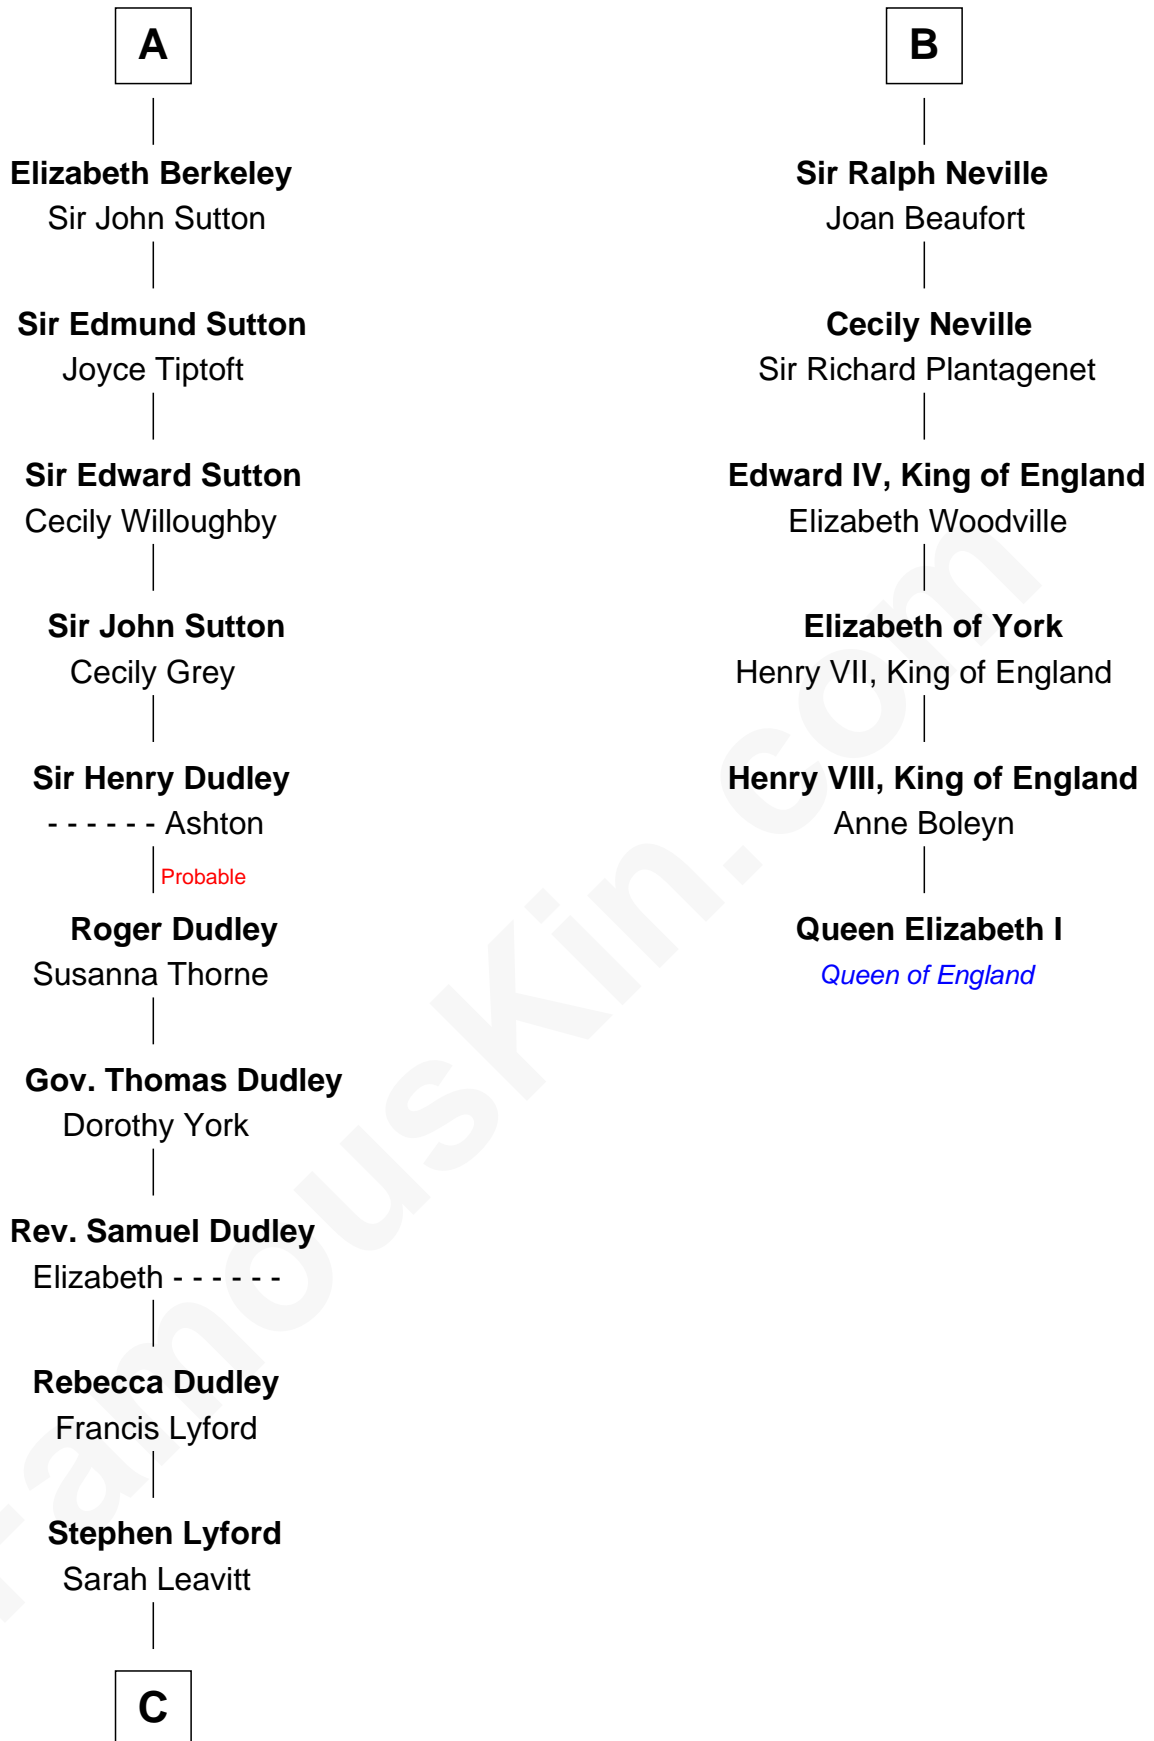 A
Elizabeth Berkeley
Sir John Sutton
Sir Edmund Sutton
Joyce Tiptoft
Sir Edward Sutton
Cecily Willoughby
Sir John Sutton
Cecily Grey
Sir Henry Dudley
- - - - - - Ashton
Probable
Roger Dudley
Susanna Thorne
Gov. Thomas Dudley
Dorothy York
Rev. Samuel Dudley
Elizabeth - - - - - -
Rebecca Dudley
Francis Lyford
Stephen Lyford
Sarah Leavitt
C
B
Sir Ralph Neville
Joan Beaufort
Cecily Neville
Sir Richard Plantagenet
Edward IV, King of England
Elizabeth Woodville
Elizabeth of York
Henry VII, King of England
Henry VIII, King of England
Anne Boleyn
Queen Elizabeth I
Queen of England
FamousKin.com